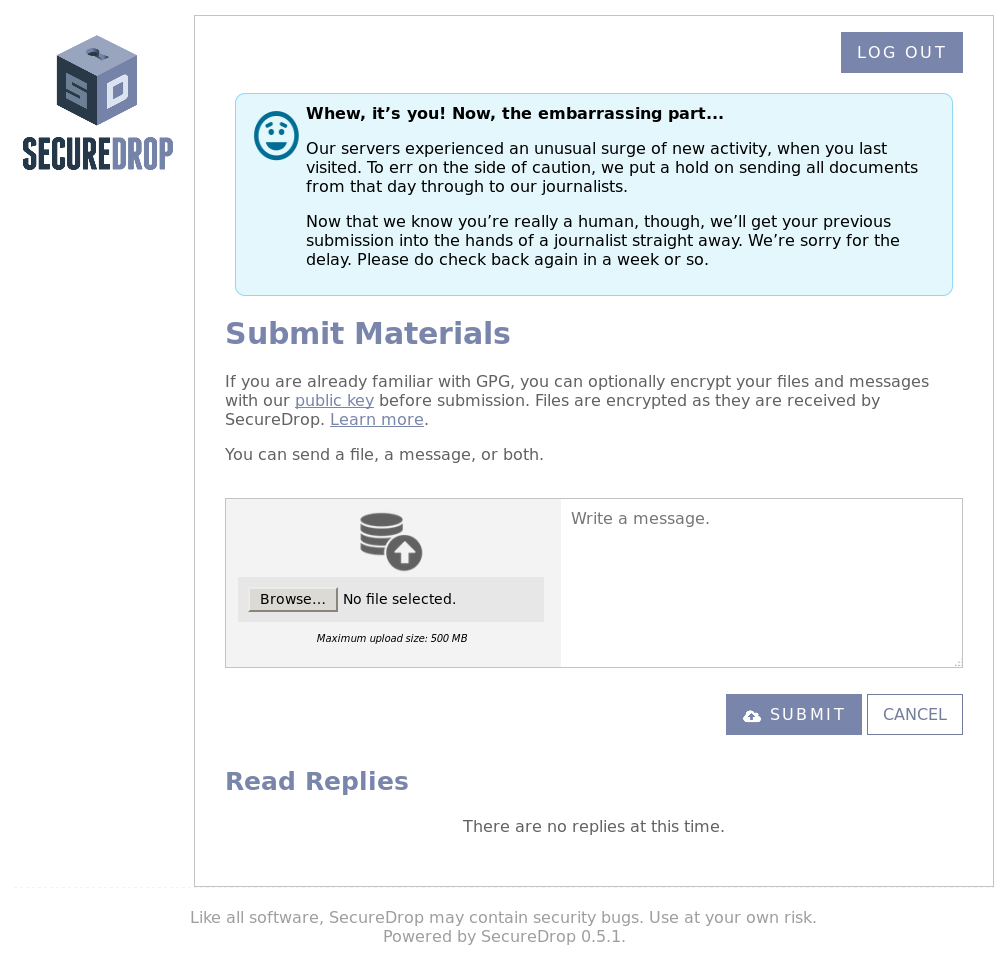 SECUREDROP
LOG OUT
Whew, it’s you! Now, the embarrassing part...
Our servers experienced an unusual surge of new activity, when you last
visited. To err on the side of caution, we put a hold on sending all documents
from that day through to our journalists.
Now that we know you’re really a human, though, we’ll get your previous
submission into the hands of a journalist straight away. We’re sorry for the
delay. Please do check back again in a week or so.
Submit Materials
If you are already familiar with GPG, you can optionally encrypt your files and messages
with our public key before submission. Files are encrypted as they are received by
SecureDrop. Learn more.
You can send a file, a message, or both.
Write a message.
Browse... No file selected.
Maximum upload size: 500 MB
SUBMIT
CANCEL
Read Replies
There are no replies at this time.
Like all software, SecureDrop may contain security bugs. Use at your own risk.
Powered by SecureDrop 0.5.1.